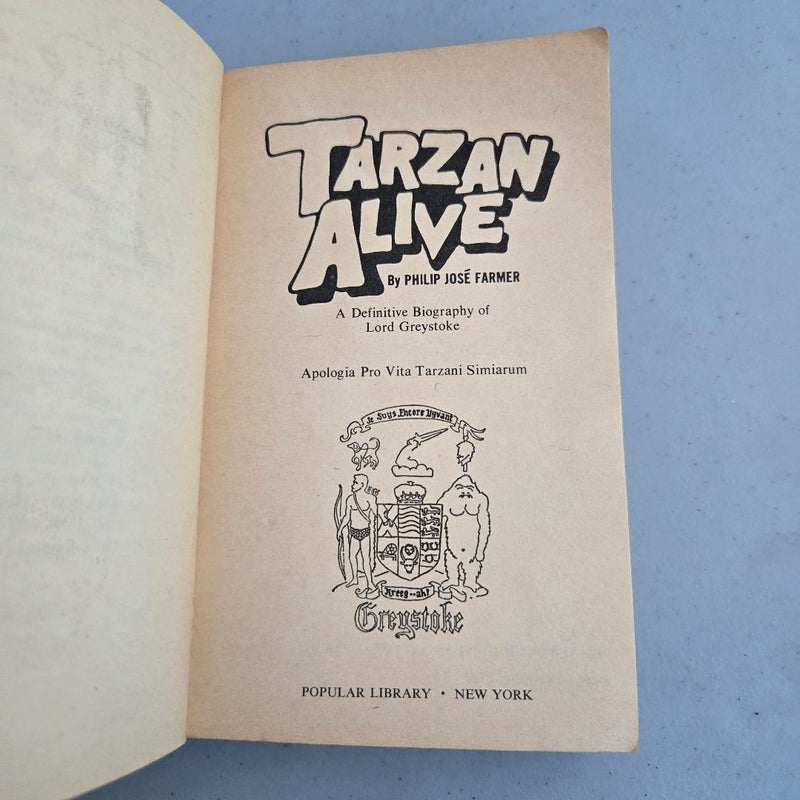 TARZAN
ALIVE
By PHILIP JOSÉ FARMER
A Definitive Biography of
Lord Greystoke
Apologia Pro Vita Tarzani Simiarum
Je Suys Encore Vyvant
Kreeg-ah!
Greystoke
POPULAR LIBRARY • NEW YORK